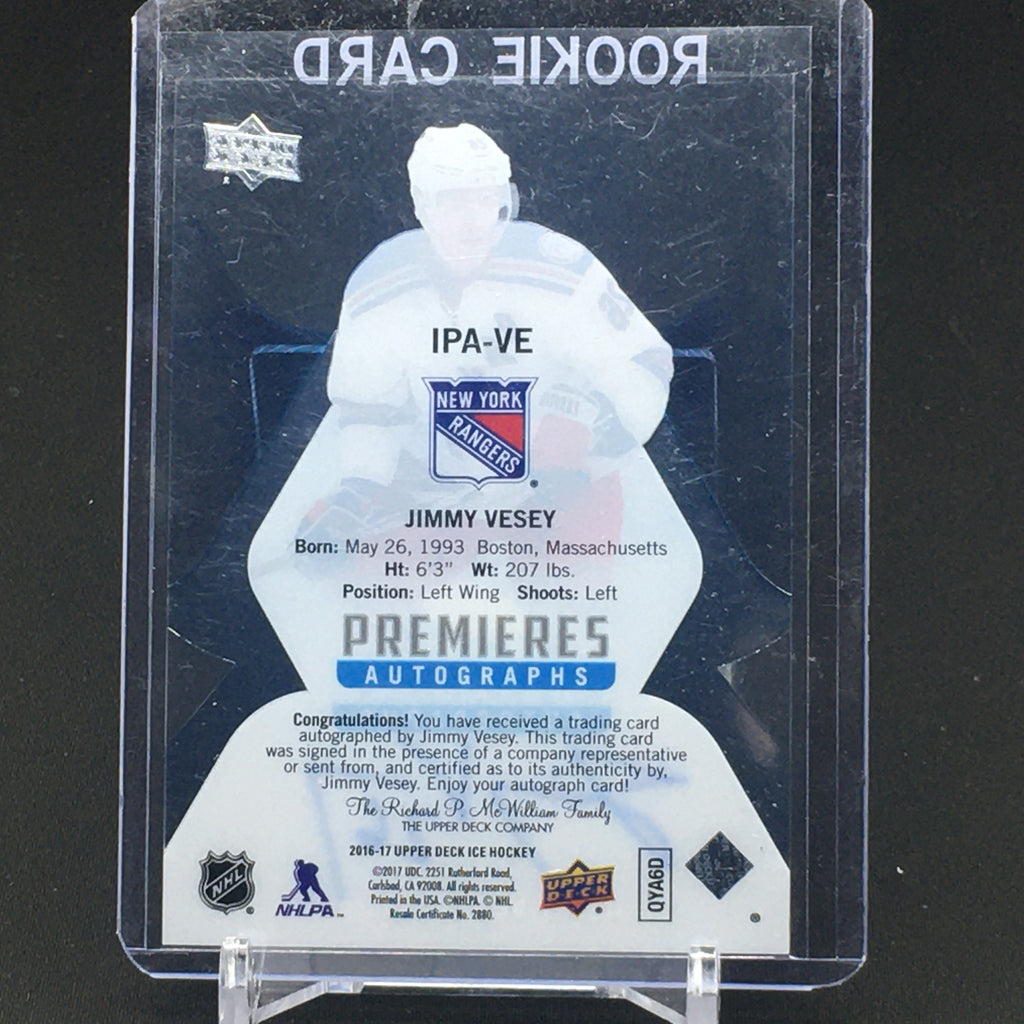 ROOKIE CARD
IPA-VE
NEW YORK
RANGERS
JIMMY VESEY
Born: May 26, 1993 Boston, Massachusetts
Ht: 6'3" Wt: 207 lbs.
Position: Left Wing Shoots: Left
PREMIERES
AUTOGRAPHS
Congratulations! You have received a trading card
autographed by Jimmy Vesey. This trading card
was signed in the presence of a company representative
or sent from, and certified as to its authenticity by,
Jimmy Vesey. Enjoy your autograph card!
The Richard P. McWilliam Family
THE UPPER DECK COMPANY
2016-17 UPPER DECK ICE HOCKEY
©2017 UDC. 2251 Rutherford Road,
Carlsbad, CA 92008. All rights reserved.
Printed in the USA. ©NHLPA. © NHL.
Resale Certificate No. 2880.
NHL
NHLPA
UPPER
DECK
QYA6D